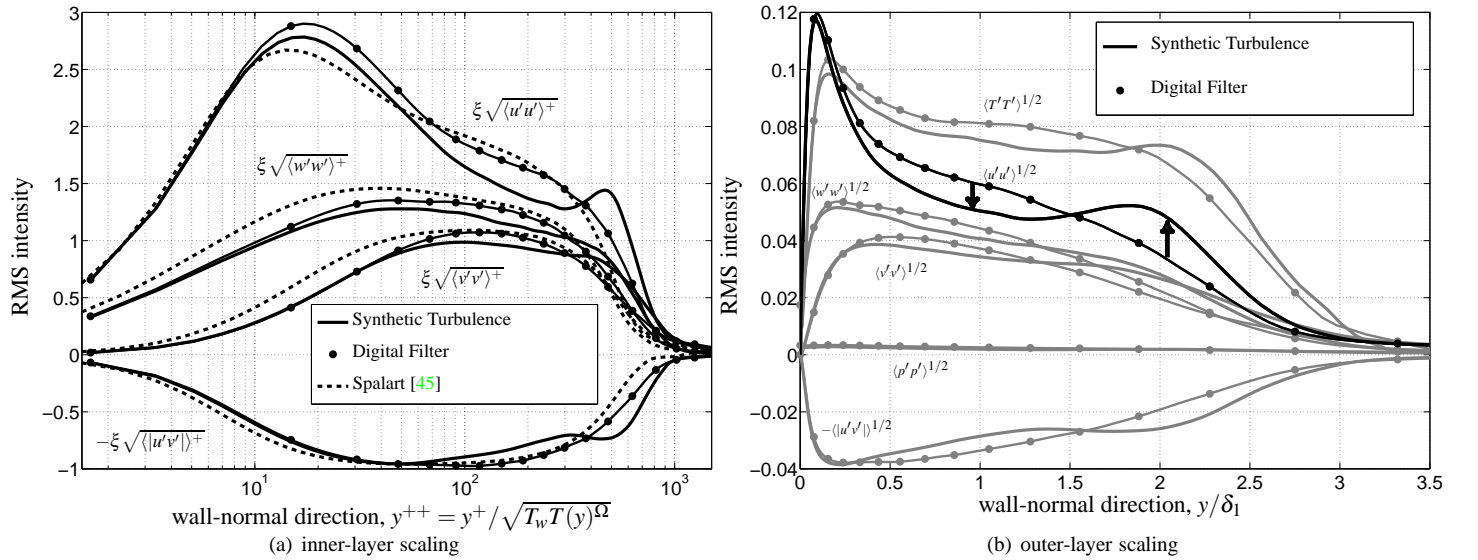 3
2.5
2
1.5
1
0.5
0
−0.5
−1
RMS intensity
ξ√⟨u′u′⟩⁺
ξ√⟨w′w′⟩⁺
ξ√⟨v′v′⟩⁺
−ξ√⟨|u′v′|⟩⁺
Synthetic Turbulence
Digital Filter
Spalart [45]
10¹ 10² 10³
wall-normal direction, y⁺⁺ = y⁺/√T_wT(y)^Ω
(a) inner-layer scaling
0.12
0.1
0.08
0.06
0.04
0.02
0
−0.02
−0.04
RMS intensity
Synthetic Turbulence
Digital Filter
⟨T′T′⟩^1/2
⟨u′u′⟩^1/2
⟨w′w′⟩^1/2
⟨v′v′⟩^1/2
⟨p′p′⟩^1/2
−⟨|u′v′|⟩^1/2
0 0.5 1 1.5 2 2.5 3 3.5
wall-normal direction, y/δ₁
(b) outer-layer scaling